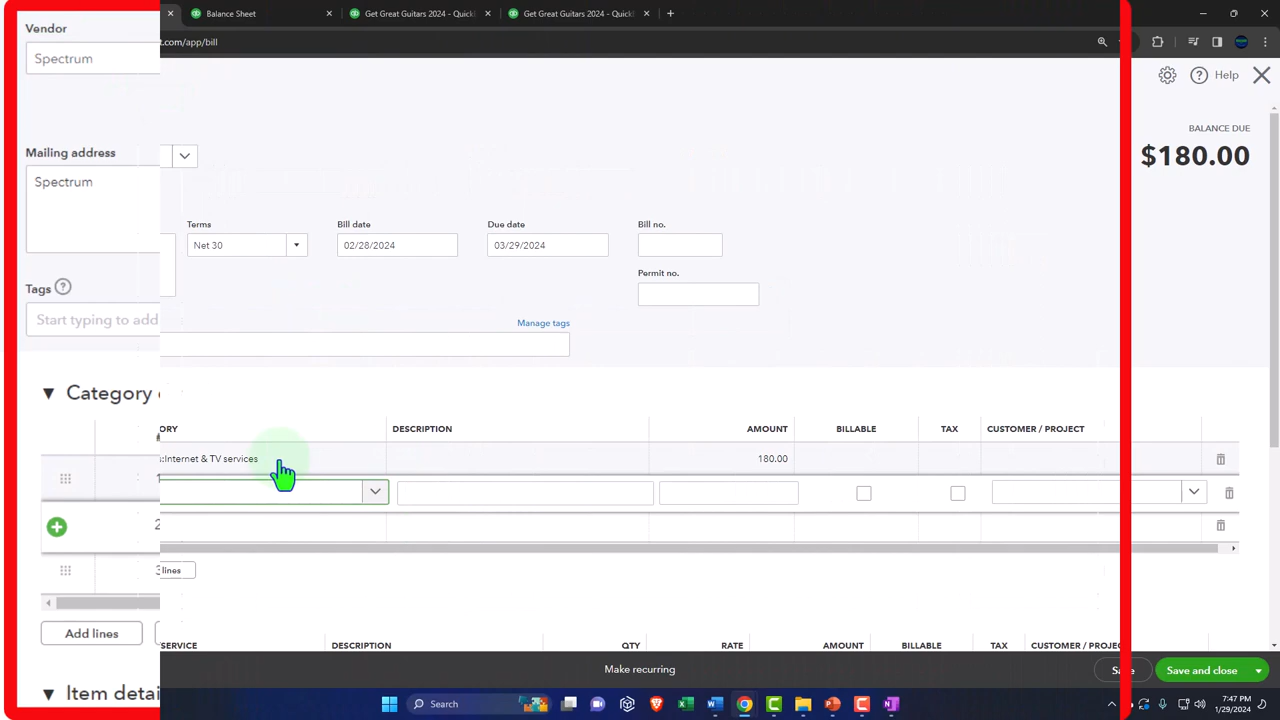 Balance Sheet
Get Great Guitars 2024 -
Get Great Guitars 2024 – Quick
t.com/app/bill
Help
Vendor
Spectrum
BALANCE DUE
$180.00
Mailing address
Spectrum
Terms
Bill date
Due date
Bill no.
Net 30
02/28/2024
03/29/2024
Permit no.
Tags
Manage tags
Start typing to add
Category
ORY
DESCRIPTION
AMOUNT
BILLABLE
TAX
CUSTOMER / PROJECT
#
1
s:Internet & TV services
180.00
2
3
lines
Add lines
SERVICE
DESCRIPTION
QTY
RATE
AMOUNT
BILLABLE
TAX
CUSTOMER / PROJEC
Item detai
Make recurring
Sa
Save and close
Search
7:47 PM
1/29/2024